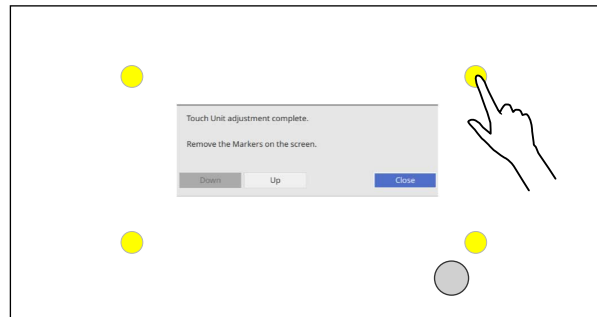 Touch Unit adjustment complete.
Remove the Markers on the screen.
Down Up Close